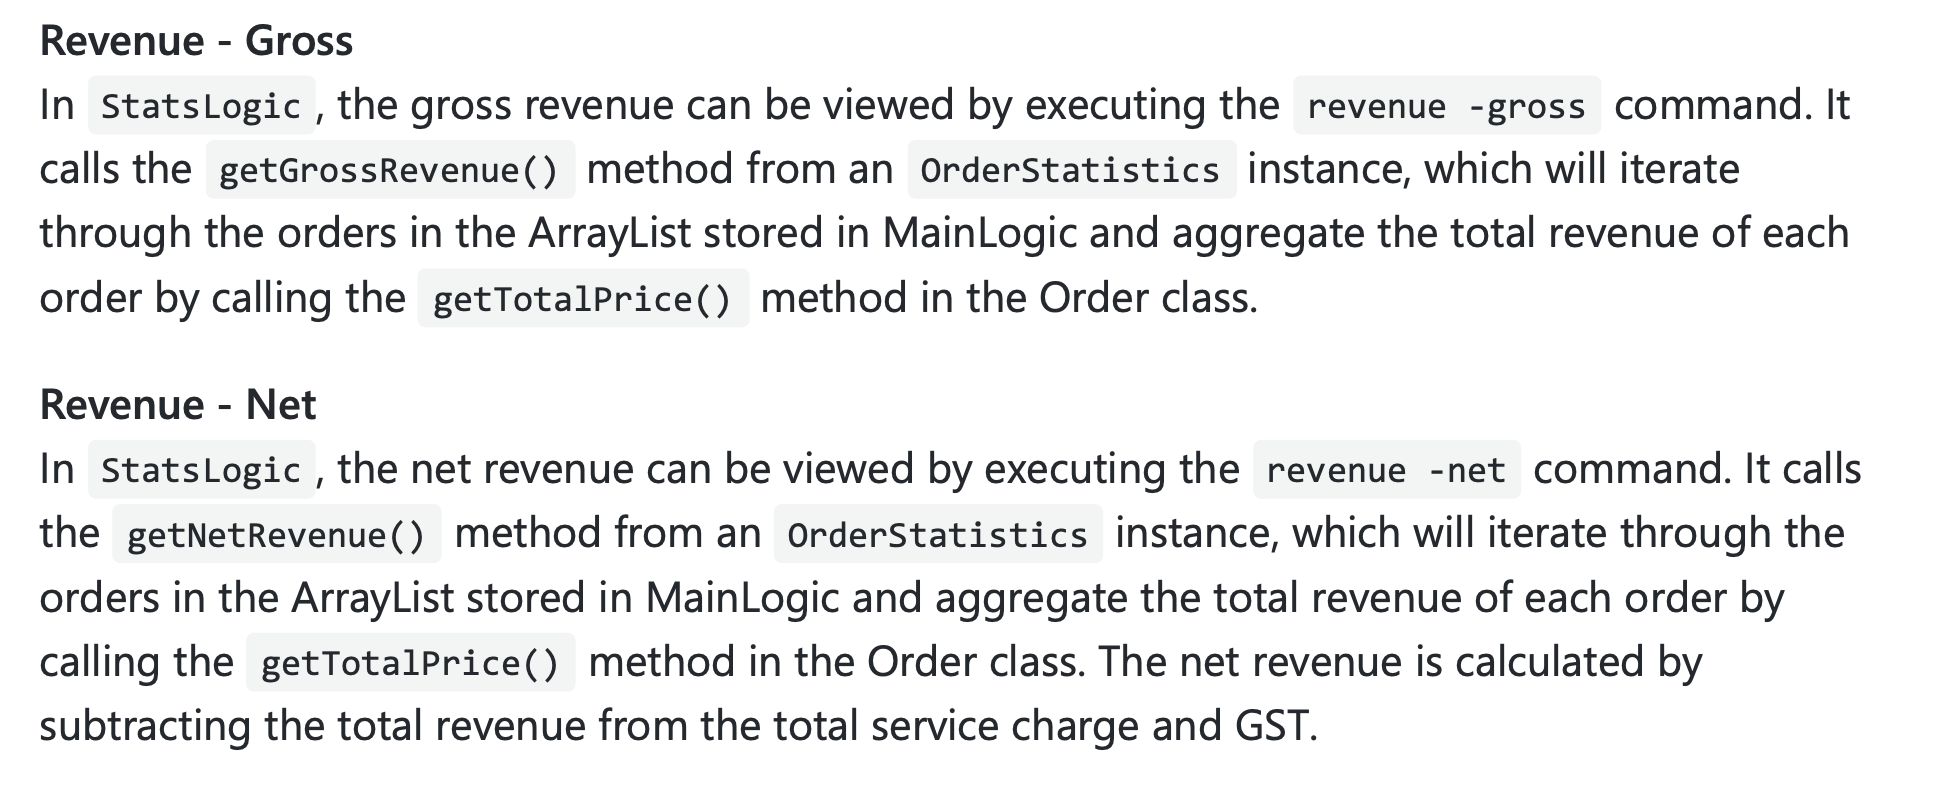 Revenue - Gross
In StatsLogic, the gross revenue can be viewed by executing the revenue -gross command. It
calls the getGrossRevenue() method from an OrderStatistics instance, which will iterate
through the orders in the ArrayList stored in MainLogic and aggregate the total revenue of each
order by calling the getTotalPrice() method in the Order class.
Revenue - Net
In StatsLogic, the net revenue can be viewed by executing the revenue -net command. It calls
the getNetRevenue() method from an OrderStatistics instance, which will iterate through the
orders in the ArrayList stored in MainLogic and aggregate the total revenue of each order by
calling the getTotalPrice() method in the Order class. The net revenue is calculated by
subtracting the total revenue from the total service charge and GST.